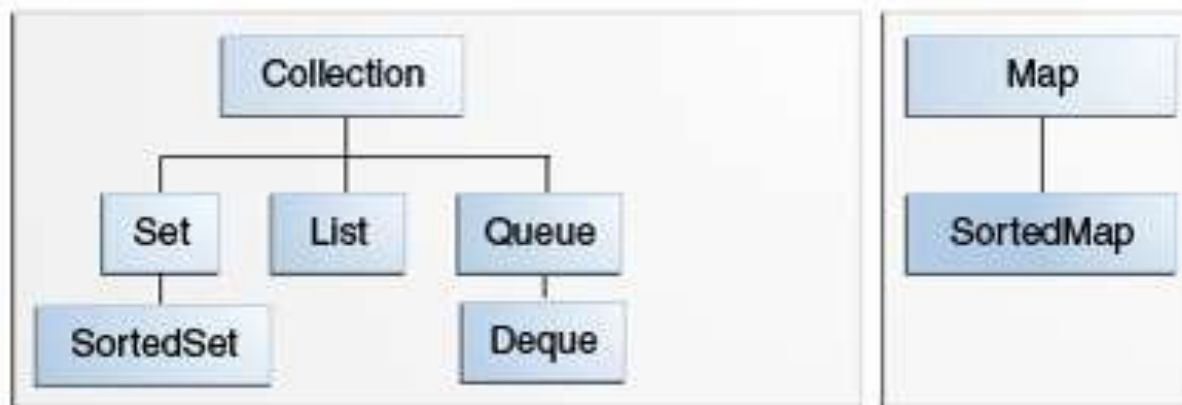 Collection
Map
Set
List
Queue
SortedMap
SortedSet
Deque